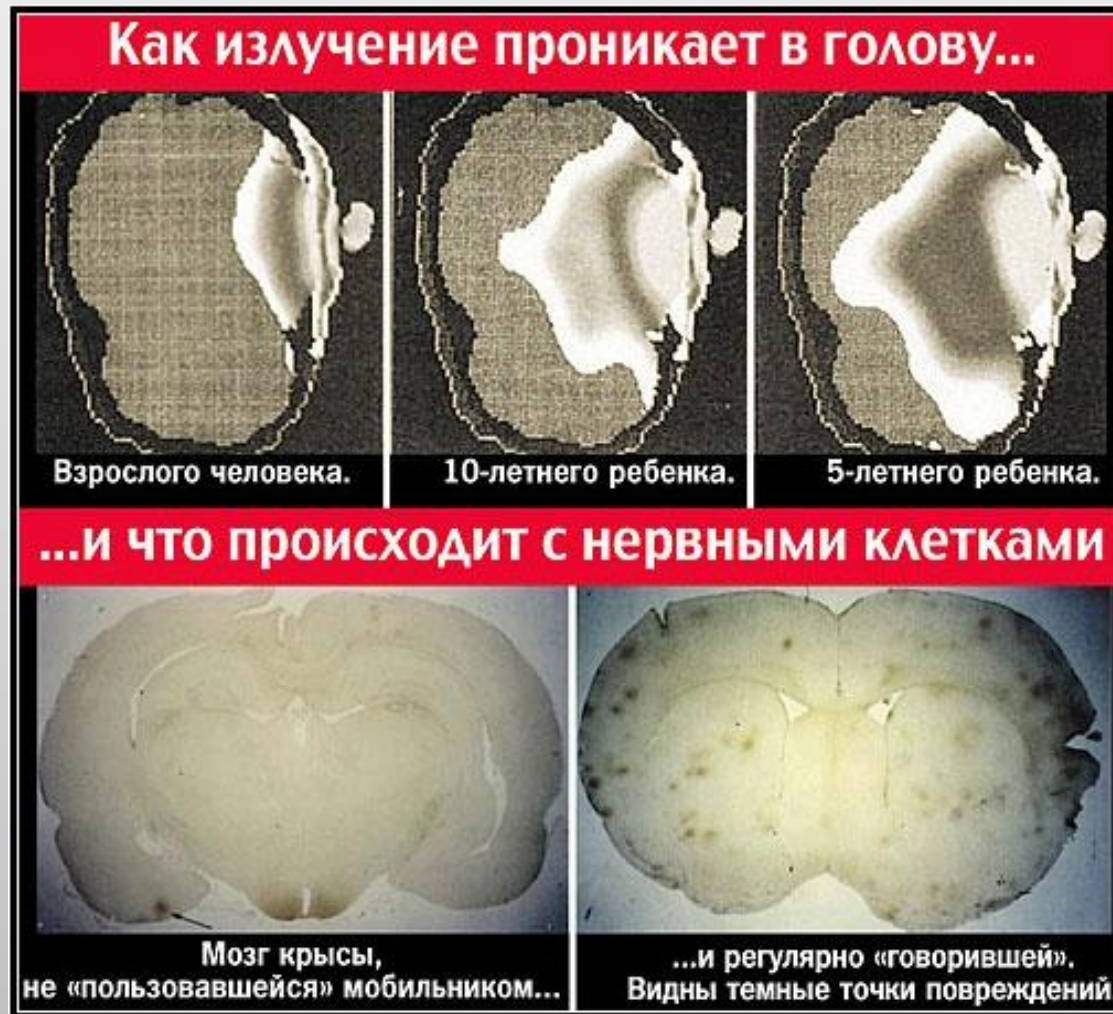 Как излучение проникает в голову...
Взрослого человека.
10-летнего ребенка.
5-летнего ребенка.
...и что происходит с нервными клетками
Мозг крысы,
не «пользовавшейся» мобильником...
...и регулярно «говорившей».
Видны темные точки повреждений